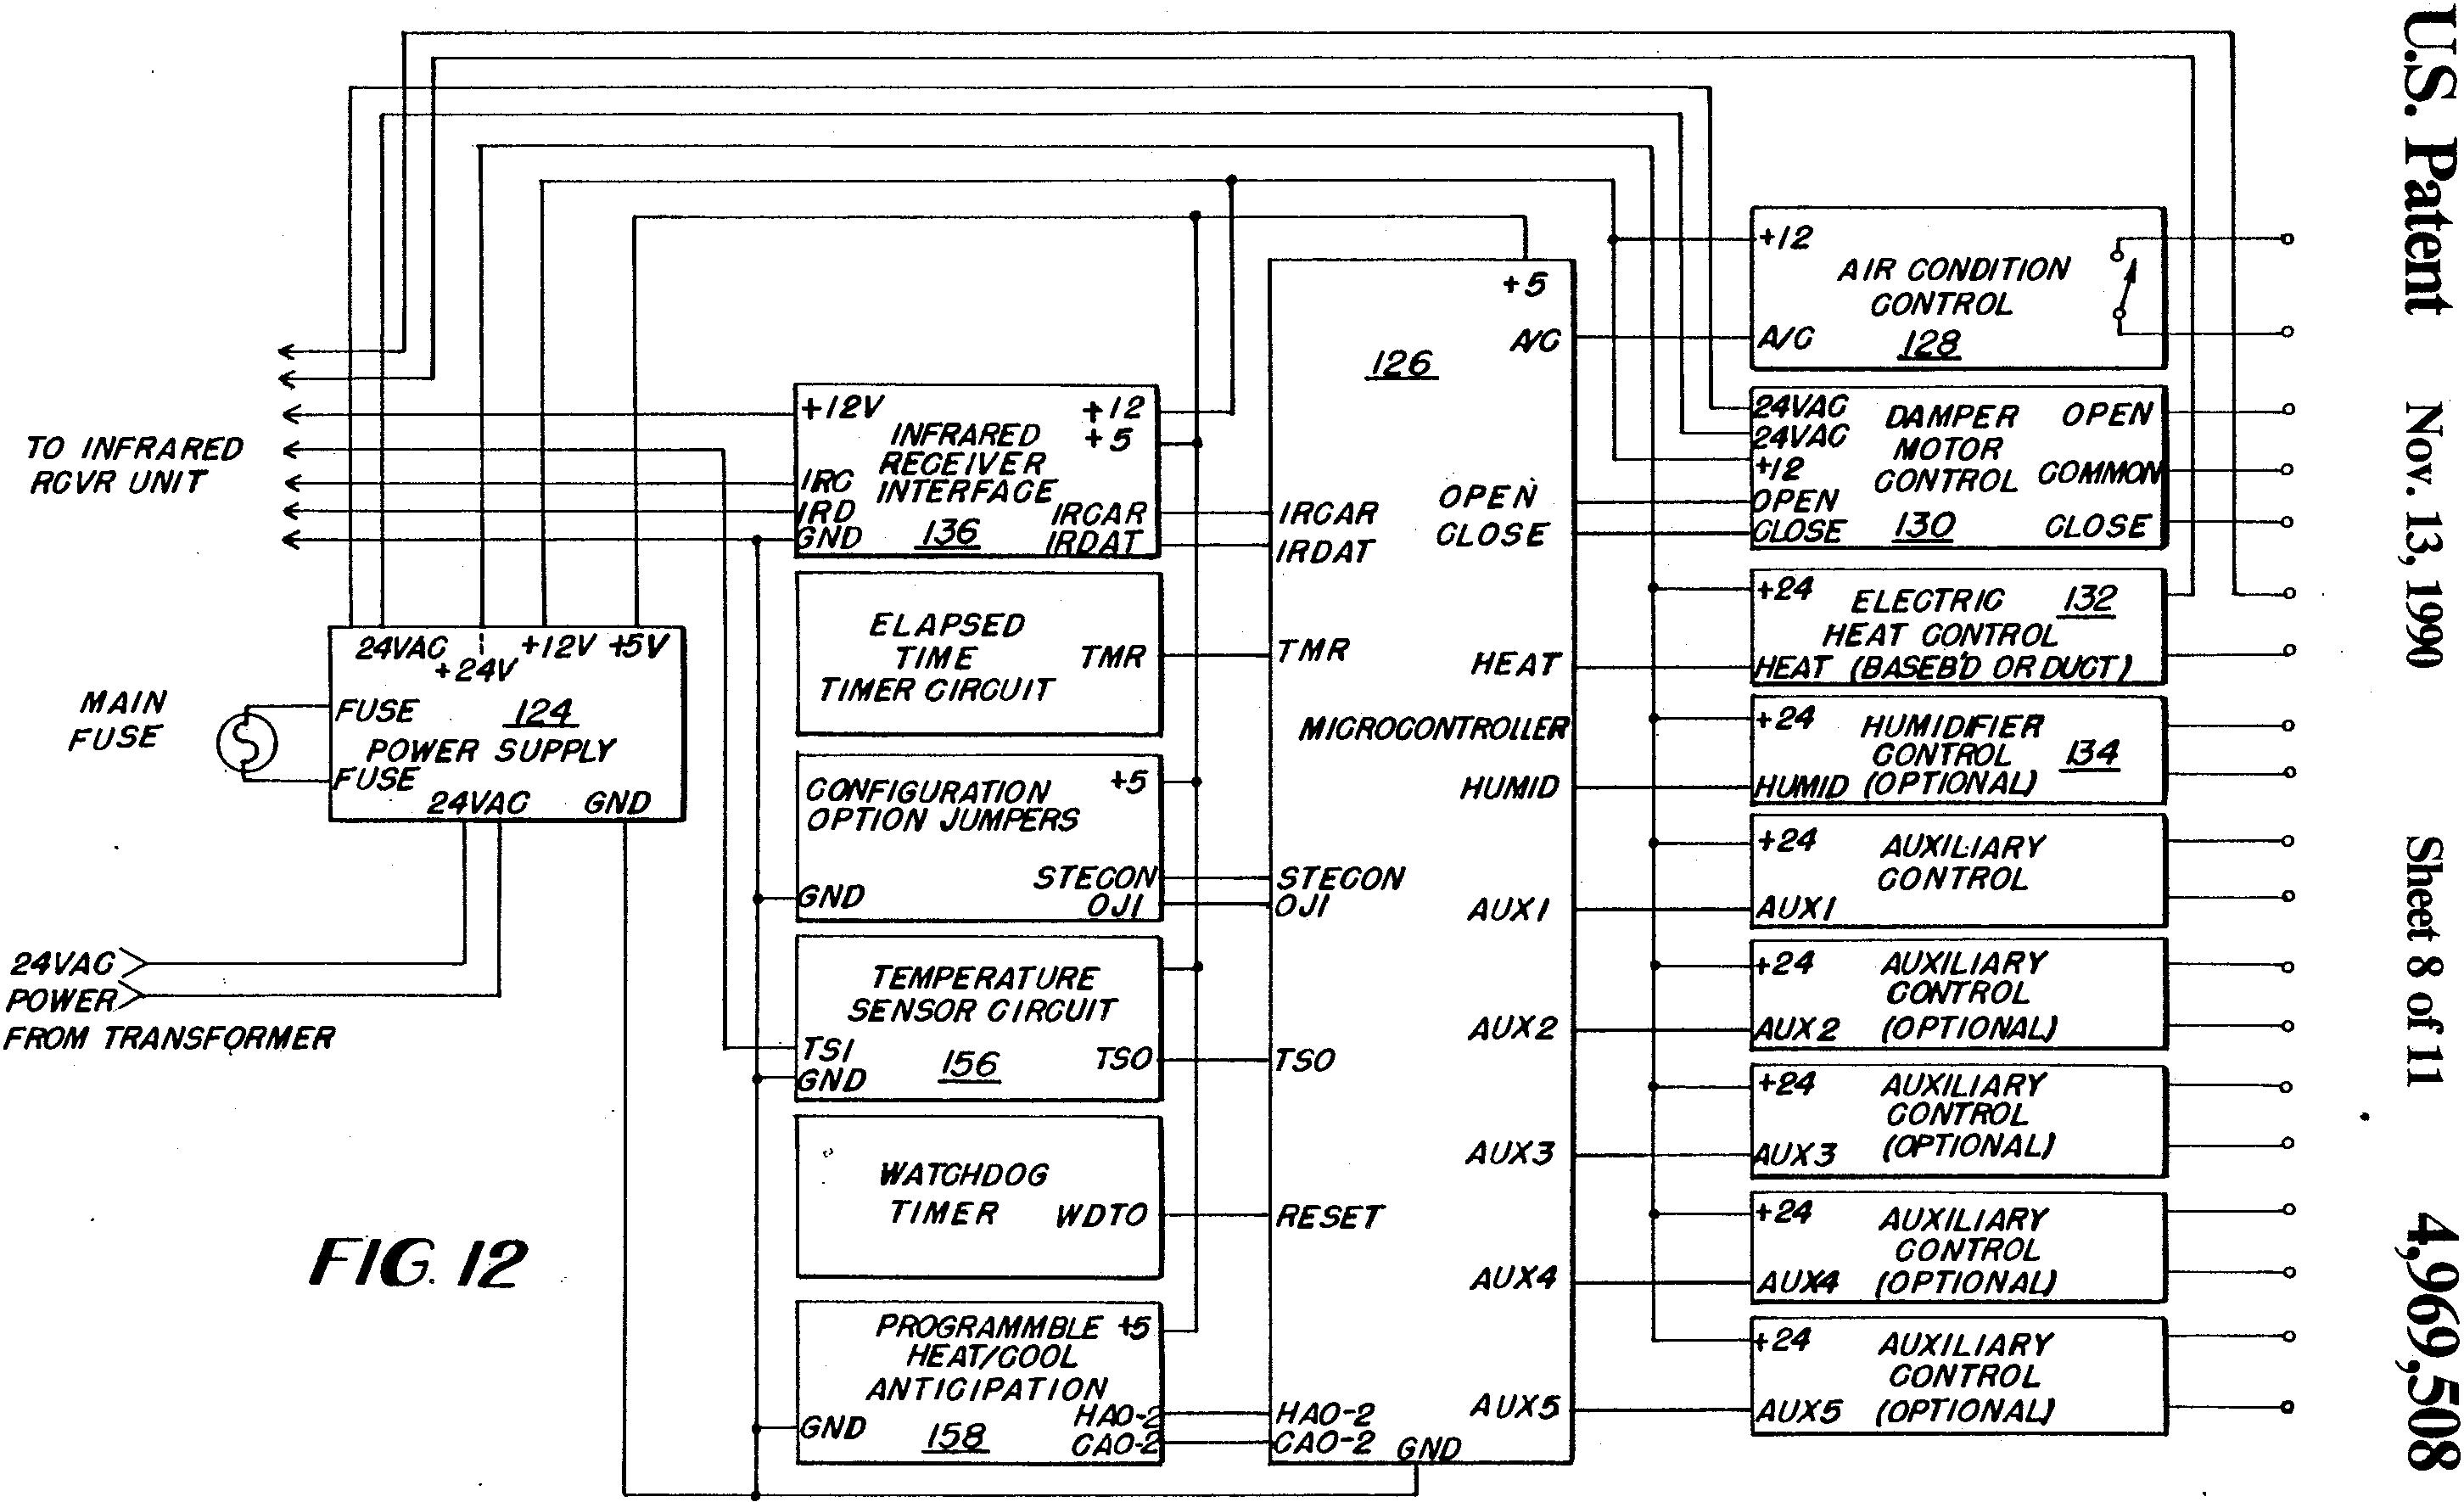 U.S. Patent Nov. 13, 1990 Sheet 8 of 11 4,969,508
TO INFRARED
RCVR UNIT
MAIN
FUSE
24VAC
POWER
FROM TRANSFORMER
24VAC
+24V
+12V
+5V
FUSE
124
POWER SUPPLY
FUSE
24VAC
GND
FIG. 12
+12V
+12
+5
INFRARED
RECEIVER
INTERFACE
IRC
IRD
GND
136
IRCAR
IRDAT
ELAPSED
TIME
TIMER CIRCUIT
TMR
CONFIGURATION
OPTION JUMPERS
+5
STECON
OJ1
GND
TEMPERATURE
SENSOR CIRCUIT
TSI
GND
156
TSO
WATCHDOG
TIMER
WDTO
PROGRAMMBLE
HEAT/COOL
ANTICIPATION
+5
GND
158
HAO-2
CAO-2
+5
A/C
126
IRCAR
IRDAT
OPEN
CLOSE
TMR
HEAT
MICROCONTROLLER
HUMID
STECON
OJ1
AUX1
AUX2
TSO
AUX3
RESET
AUX4
HAO-2
CAO-2
AUX5
GND
+12
AIR CONDITION
CONTROL
A/C
128
24VAC
24VAC
+12
OPEN
CLOSE
DAMPER
MOTOR
CONTROL
130
OPEN
COMMON
CLOSE
+24
ELECTRIC
132
HEAT CONTROL
HEAT (BASEB'D OR DUCT)
+24
HUMIDIFIER
CONTROL
134
HUMID (OPTIONAL)
+24
AUXILIARY
CONTROL
AUX1
+24
AUXILIARY
CONTROL
AUX2 (OPTIONAL)
+24
AUXILIARY
CONTROL
(OPTIONAL)
AUX3
+24
AUXILIARY
CONTROL
AUX4 (OPTIONAL)
+24
AUXILIARY
CONTROL
AUX5 (OPTIONAL)